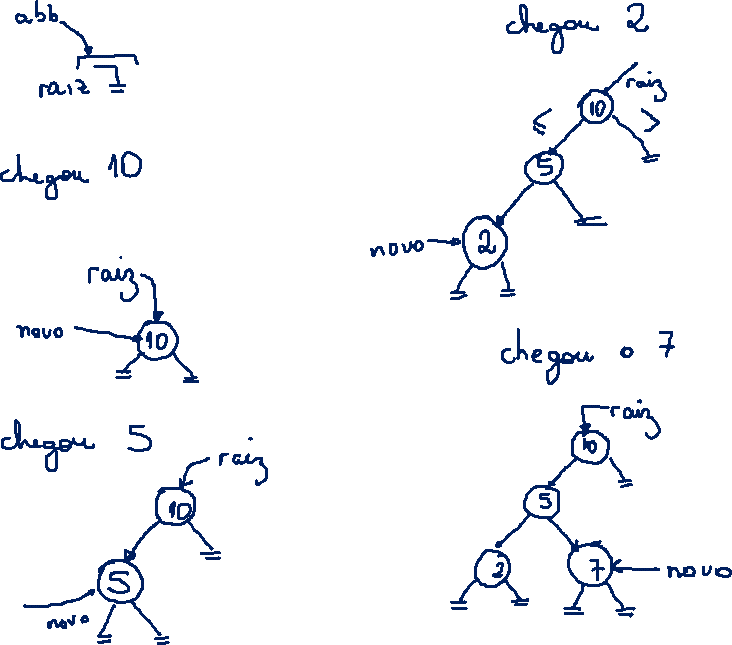 abb
raiz
chegou 10
raiz
novo
10
chegou 5
raiz
10
5
novo
chegou 2
raiz
10
≤ >
5
novo
2
chegou o 7
raiz
10
5
2
7
novo